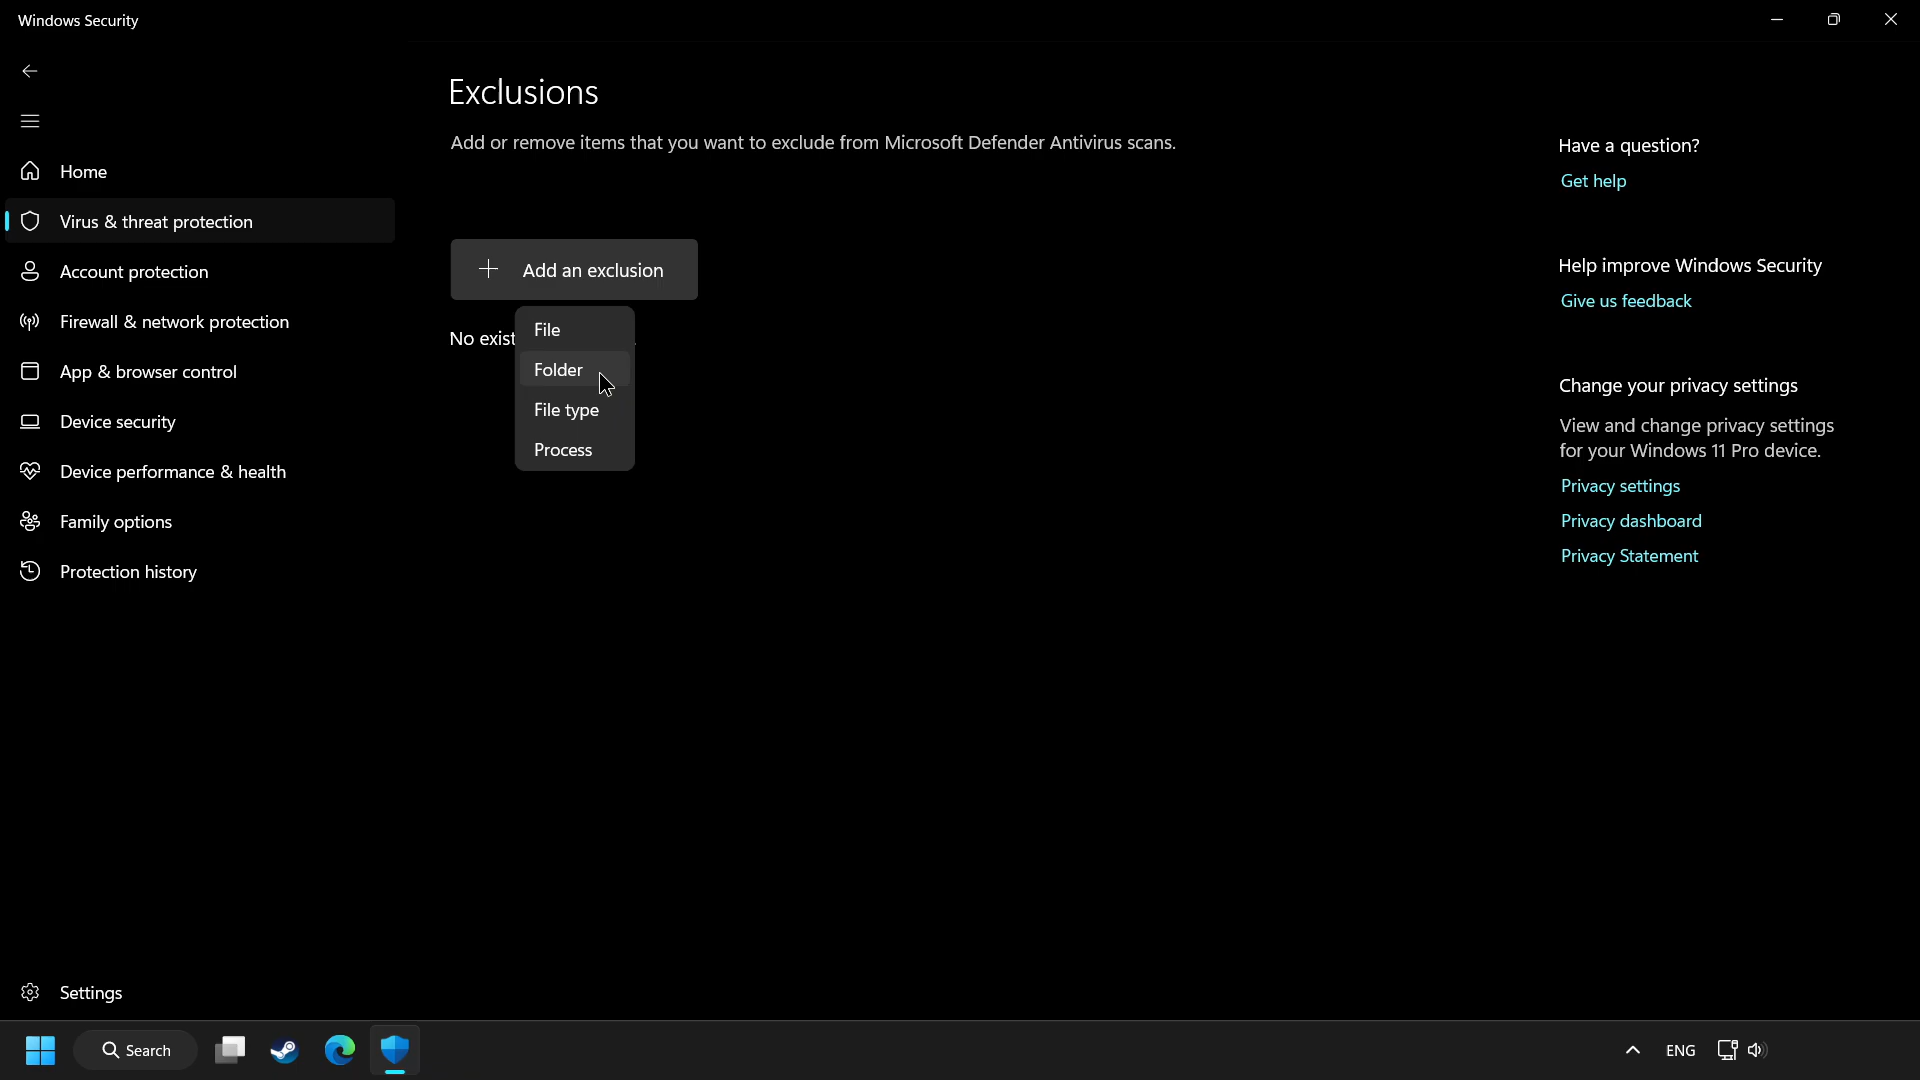 Windows Security
Home
Virus & threat protection
Account protection
Firewall & network protection
App & browser control
Device security
Device performance & health
Family options
Protection history
Settings
Exclusions
Add or remove items that you want to exclude from Microsoft Defender Antivirus scans.
Add an exclusion
No exist
File
Folder
File type
Process
Have a question?
Get help
Help improve Windows Security
Give us feedback
Change your privacy settings
View and change privacy settings
for your Windows 11 Pro device.
Privacy settings
Privacy dashboard
Privacy Statement
Search
ENG